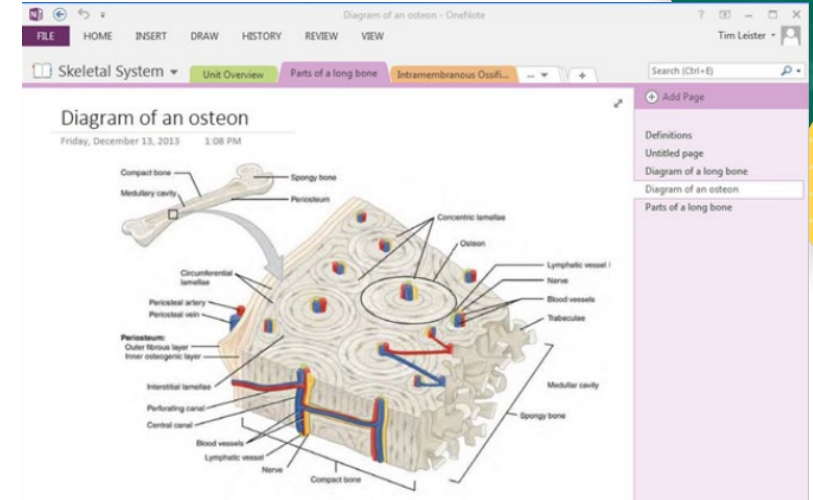 Diagram of an osteon - OneNote
FILE HOME INSERT DRAW HISTORY REVIEW VIEW
Tim Leister
Skeletal System
Unit Overview
Parts of a long bone
Intramembranous Ossifi...
...
Search (Ctrl+E)
Add Page
Definitions
Untitled page
Diagram of a long bone
Diagram of an osteon
Parts of a long bone
Diagram of an osteon
Friday, December 13, 2013 1:08 PM
Compact bone
Medullary cavity
Spongy bone
Periosteum
Concentric lamellae
Osteon
Circumferential
lamellae
Periosteal artery
Periosteal vein
Periosteum:
Outer fibrous layer
Inner osteogenic layer
Interstitial lamellae
Perforating canal
Central canal
Blood vessels
Lymphatic vessel
Nerve
Compact bone
Lymphatic vessel
Nerve
Blood vessels
Trabeculae
Medullar cavity
Spongy bone